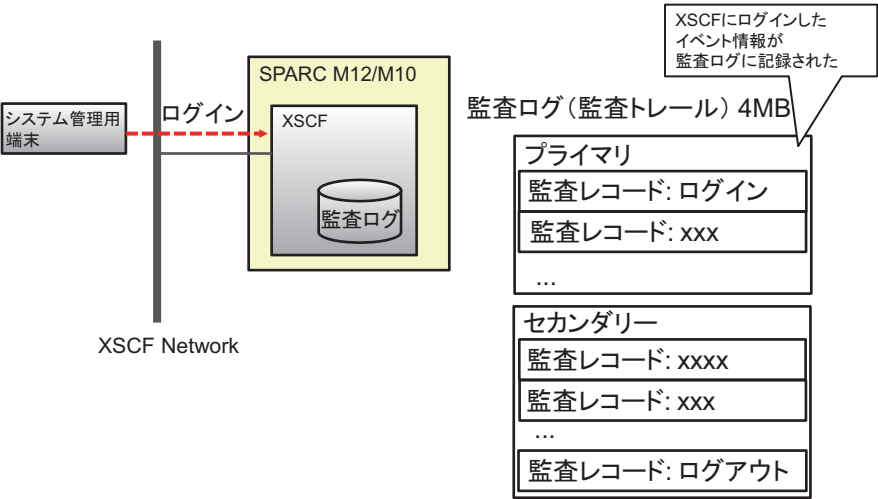 XSCFにログインした
イベント情報が
監査ログに記録された
SPARC M12/M10
システム管理用
端末
ログイン
XSCF
監査ログ
XSCF Network
監査ログ（監査トレール） 4MB
プライマリ
監査レコード: ログイン
監査レコード: xxx
...
セカンダリー
監査レコード: xxxx
監査レコード: xxx
...
監査レコード: ログアウト